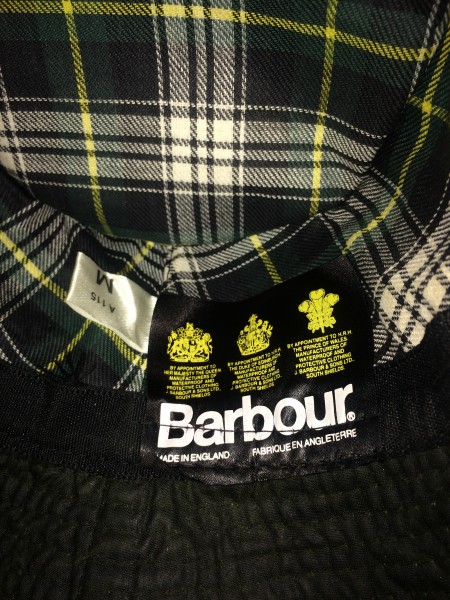 A 115
M
BY APPOINTMENT TO
HER MAJESTY THE QUEEN
MANUFACTURERS OF
WATERPROOF AND
PROTECTIVE CLOTHING
J. BARBOUR & SONS LTD.
SOUTH SHIELDS
BY APPOINTMENT TO H.R.H.
THE DUKE OF EDINBURGH
MANUFACTURERS OF
WATERPROOF AND
PROTECTIVE CLOTHING
J. BARBOUR & SONS LTD.
SOUTH SHIELDS
BY APPOINTMENT TO H.R.H.
THE PRINCE OF WALES
MANUFACTURERS OF
WATERPROOF AND
PROTECTIVE CLOTHING
J. BARBOUR & SONS LTD.
SOUTH SHIELDS
Barbour®
MADE IN ENGLAND FABRIQUE EN ANGLETERRE